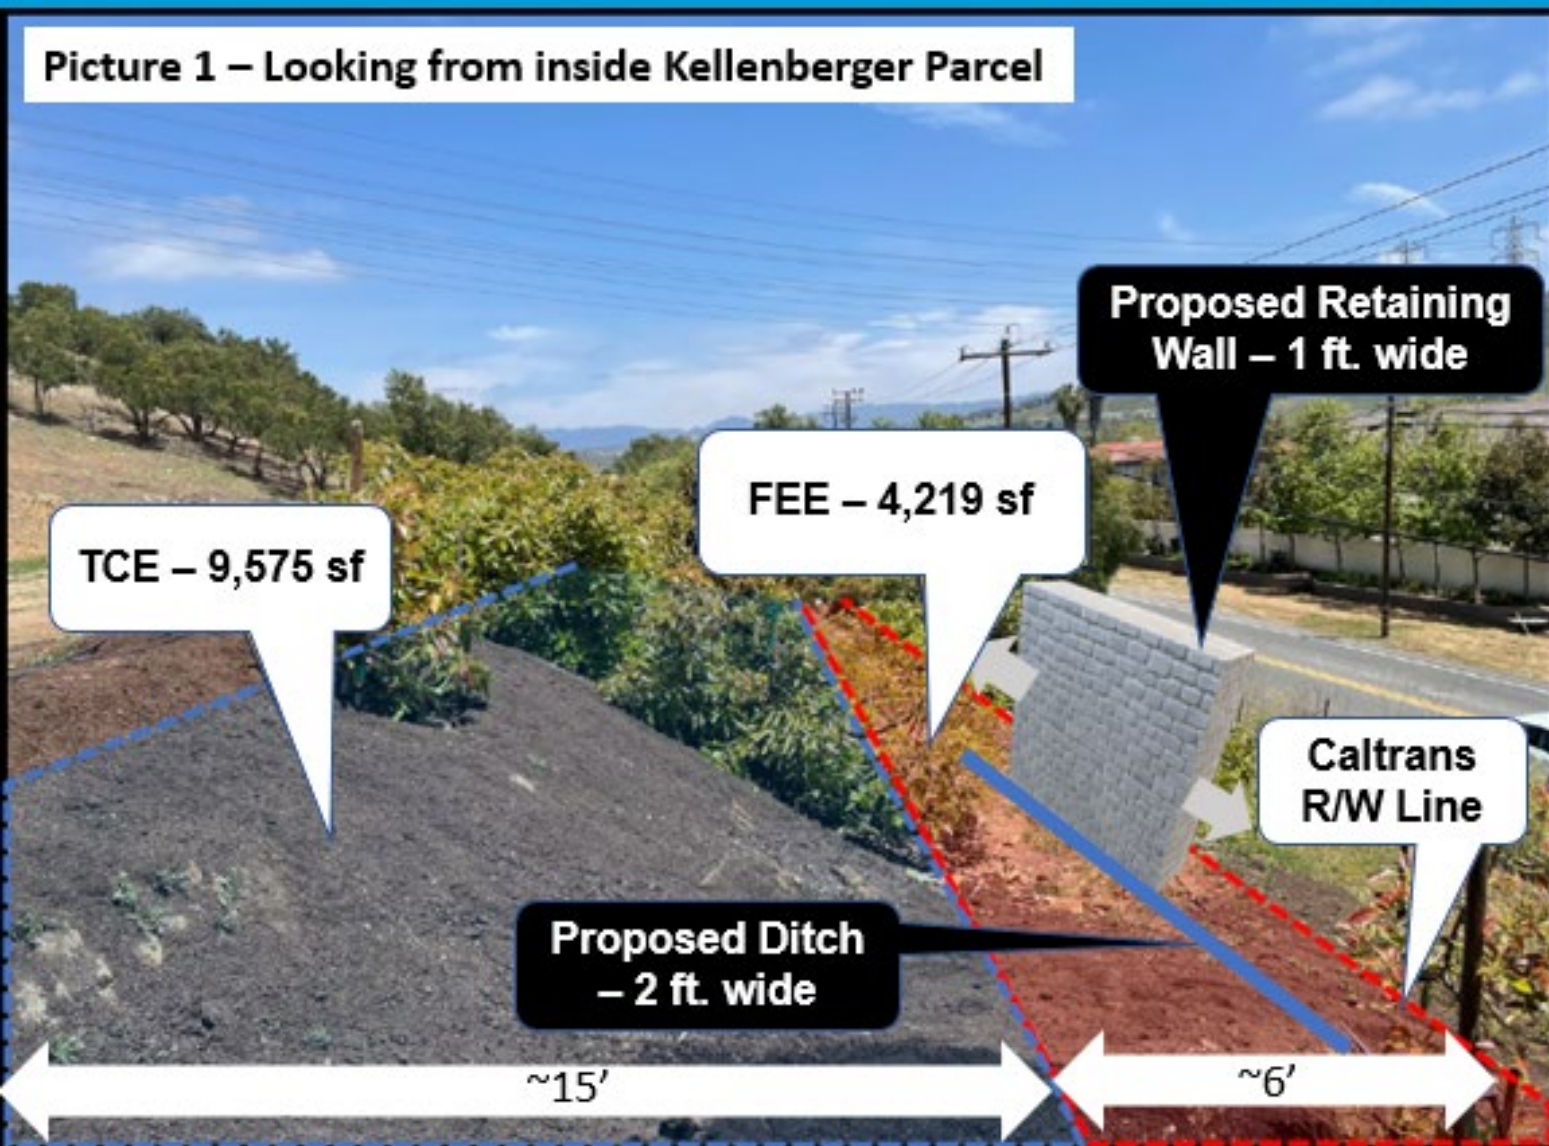 Picture 1 – Looking from inside Kellenberger Parcel
Proposed Retaining
Wall – 1 ft. wide
FEE – 4,219 sf
TCE – 9,575 sf
Caltrans
R/W Line
Proposed Ditch
– 2 ft. wide
~15’
~6’